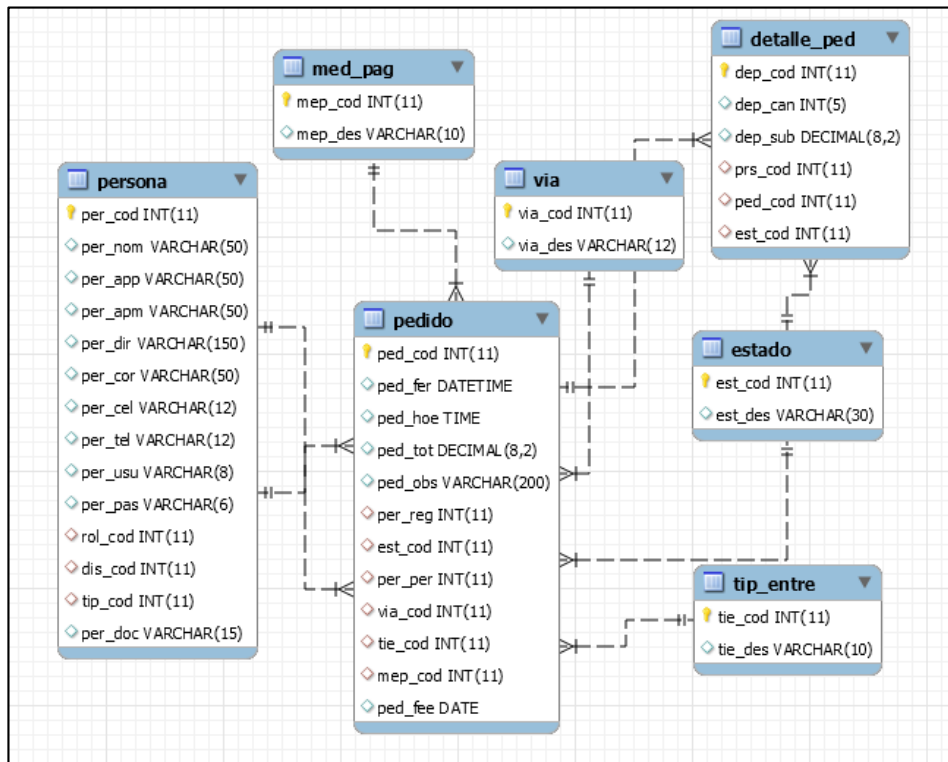 med_pag
mep_cod INT(11)
mep_des VARCHAR(10)
detalle_ped
dep_cod INT(11)
dep_can INT(5)
dep_sub DECIMAL(8,2)
prs_cod INT(11)
ped_cod INT(11)
est_cod INT(11)
persona
per_cod INT(11)
per_nom VARCHAR(50)
per_app VARCHAR(50)
per_apm VARCHAR(50)
per_dir VARCHAR(150)
per_cor VARCHAR(50)
per_cel VARCHAR(12)
per_tel VARCHAR(12)
per_usu VARCHAR(8)
per_pas VARCHAR(6)
rol_cod INT(11)
dis_cod INT(11)
tip_cod INT(11)
per_doc VARCHAR(15)
via
via_cod INT(11)
via_des VARCHAR(12)
pedido
ped_cod INT(11)
ped_fer DATETIME
ped_hoe TIME
ped_tot DECIMAL(8,2)
ped_obs VARCHAR(200)
per_reg INT(11)
est_cod INT(11)
per_per INT(11)
via_cod INT(11)
tie_cod INT(11)
mep_cod INT(11)
ped_fee DATE
estado
est_cod INT(11)
est_des VARCHAR(30)
tip_entre
tie_cod INT(11)
tie_des VARCHAR(10)